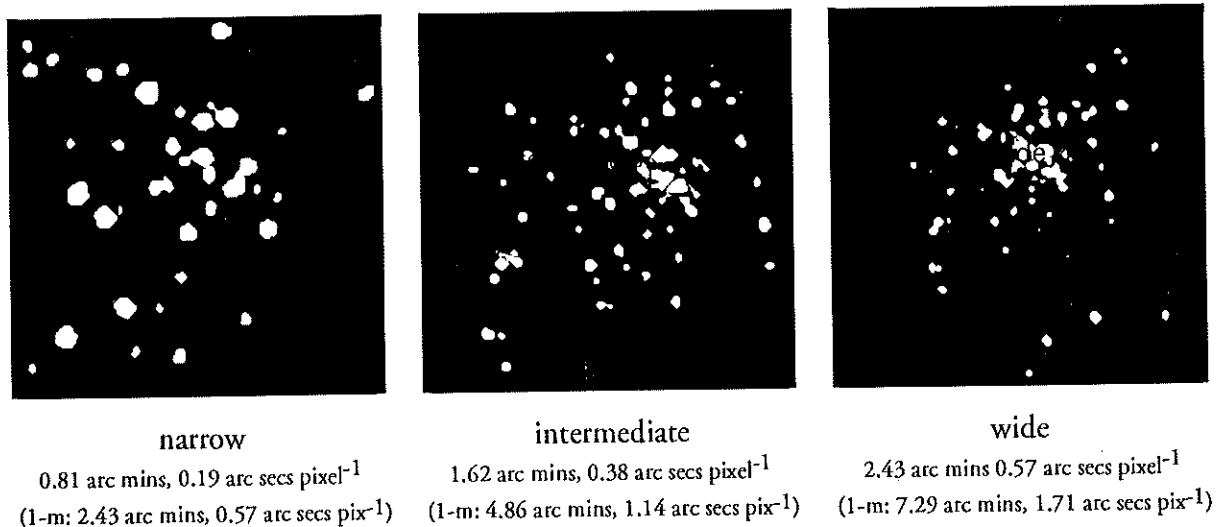 narrow
0.81 arc mins, 0.19 arc secs pixel⁻¹
(1-m: 2.43 arc mins, 0.57 arc secs pix⁻¹)
intermediate
1.62 arc mins, 0.38 arc secs pixel⁻¹
(1-m: 4.86 arc mins, 1.14 arc secs pix⁻¹)
de
wide
2.43 arc mins 0.57 arc secs pixel⁻¹
(1-m: 7.29 arc mins, 1.71 arc secs pix⁻¹)